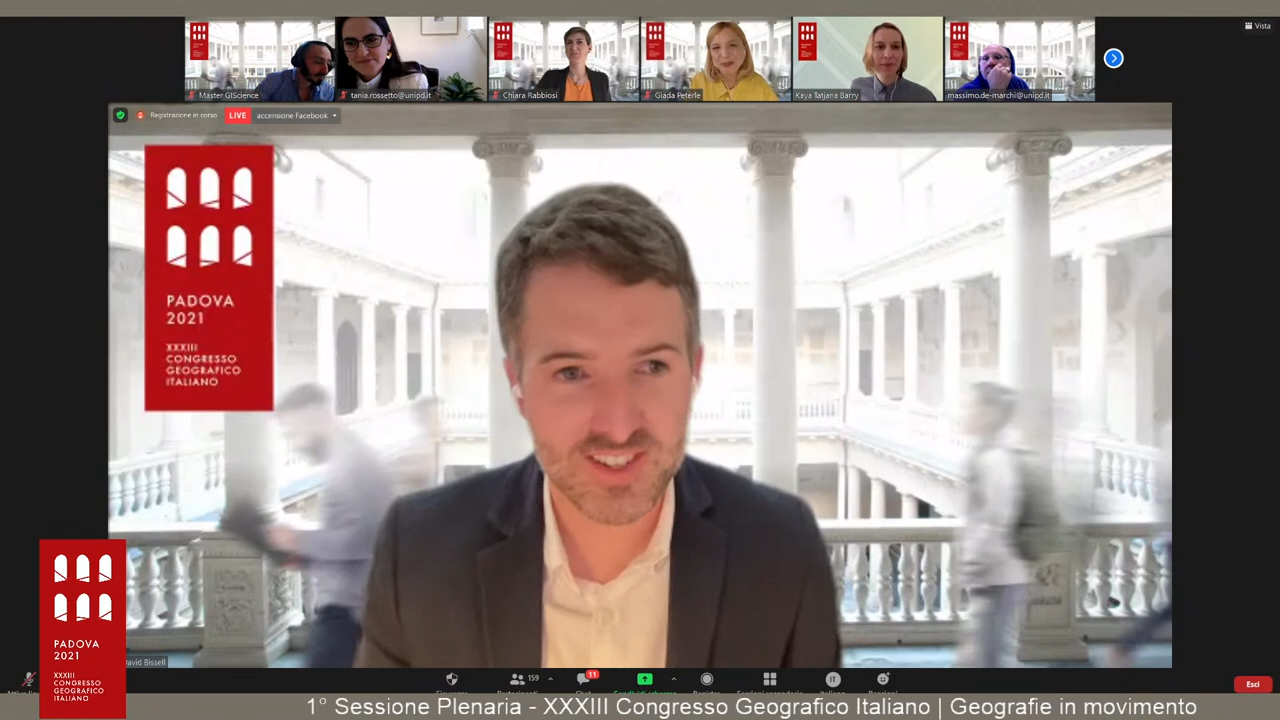 Vista
Master GIScience
tania.rossetto@unipd.it
Chiara Rabbiosi
Giada Peterle
Kaya Tatjana Barry
massimo.de-marchi@unipd.it
Registrazione in corso
LIVE
accensione Facebook
PADOVA
2021
XXXIII
CONGRESSO
GEOGRAFICO
ITALIANO
David Bissell
PADOVA
2021
XXXIII
CONGRESSO
GEOGRAFICO
ITALIANO
159
11
IT
Esci
1° Sessione Plenaria - XXXIII Congresso Geografico Italiano | Geografie in movimento